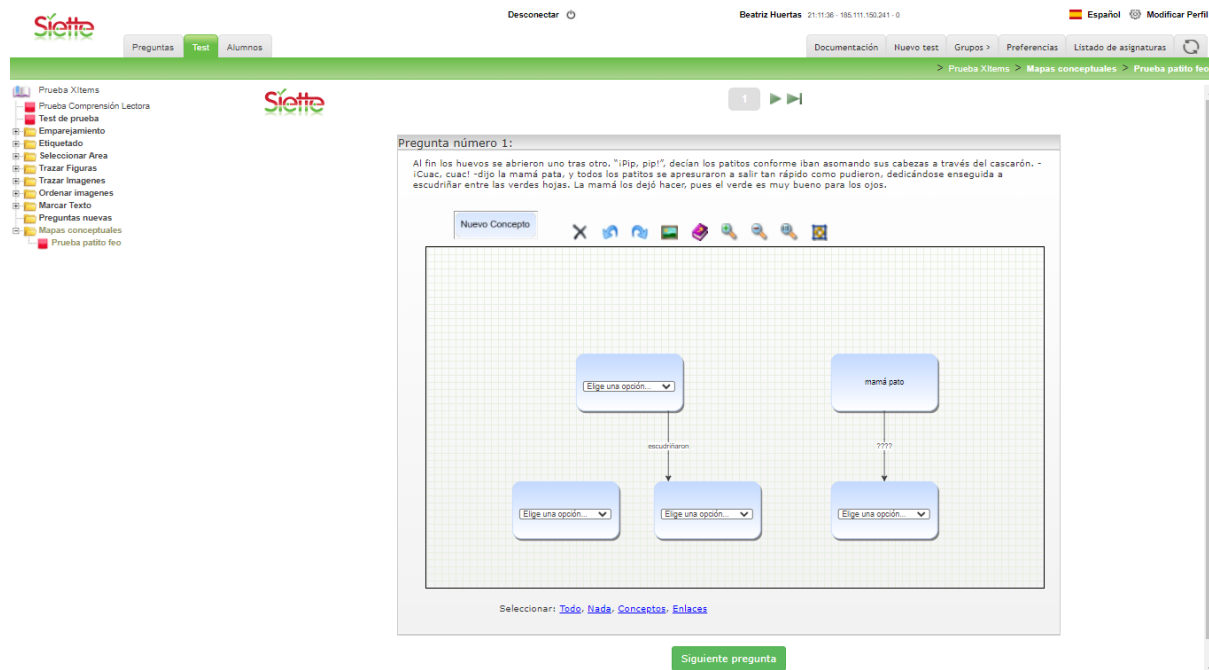 Siette
Desconectar
Beatriz Huertas 21:11:36 - 185.111.150.241 - 0
Español
Modificar Perfil
Preguntas
Test
Alumnos
Documentación
Nuevo test
Grupos >
Preferencias
Listado de asignaturas
> Prueba XItems > Mapas conceptuales > Prueba patito feo
Prueba XItems
Prueba Comprensión Lectora
Test de prueba
Emparejamiento
Etiquetado
Seleccionar Area
Trazar Figuras
Trazar Imagenes
Ordenar imagenes
Marcar Texto
Preguntas nuevas
Mapas conceptuales
Prueba patito feo
Siette
1
Pregunta número 1:
Al fin los huevos se abrieron uno tras otro. "¡Pip, pip!", decían los patitos conforme iban asomando sus cabezas a través del cascarón. -
¡Cuac, cuac! -dijo la mamá pata, y todos los patitos se apresuraron a salir tan rápido como pudieron, dedicándose enseguida a
escudriñar entre las verdes hojas. La mamá los dejó hacer, pues el verde es muy bueno para los ojos.
Nuevo Concepto
Elige una opción...
mamá pato
escudriñaron
????
Elige una opción...
Elige una opción...
Elige una opción...
Seleccionar: Todo, Nada, Conceptos, Enlaces
Siguiente pregunta